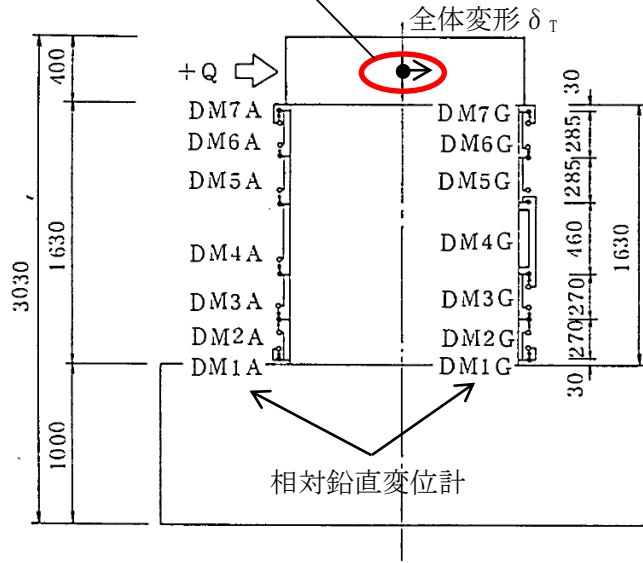 全体変形 δT
400
30
+Q
DM7A
DM7G
DM6A
DM6G
285
DM5A
DM5G
285
DM4A
DM4G
460
1630
1630
3030
DM3A
DM3G
270
DM2A
DM2G
270
DM1A
DM1G
30
1000
相対鉛直変位計